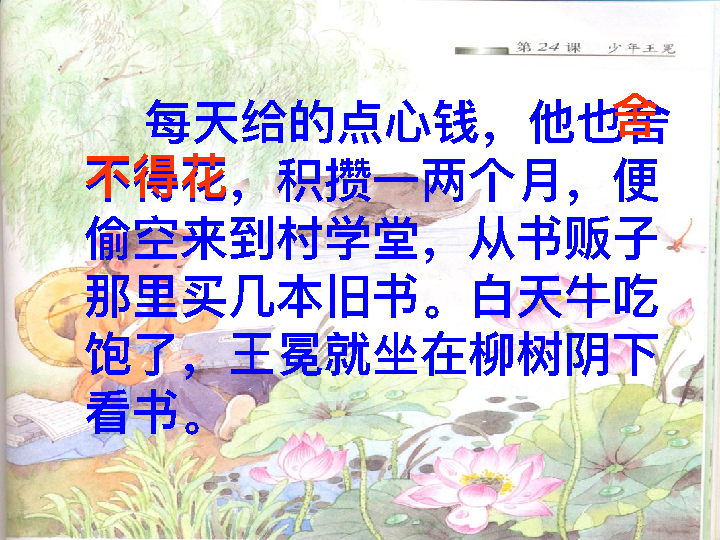 第24课 少年王冕
每天给的点心钱，他也舍
不得花，积攒一两个月，便
偷空来到村学堂，从书贩子
那里买几本旧书。白天牛吃
饱了，王冕就坐在柳树阴下
看书。